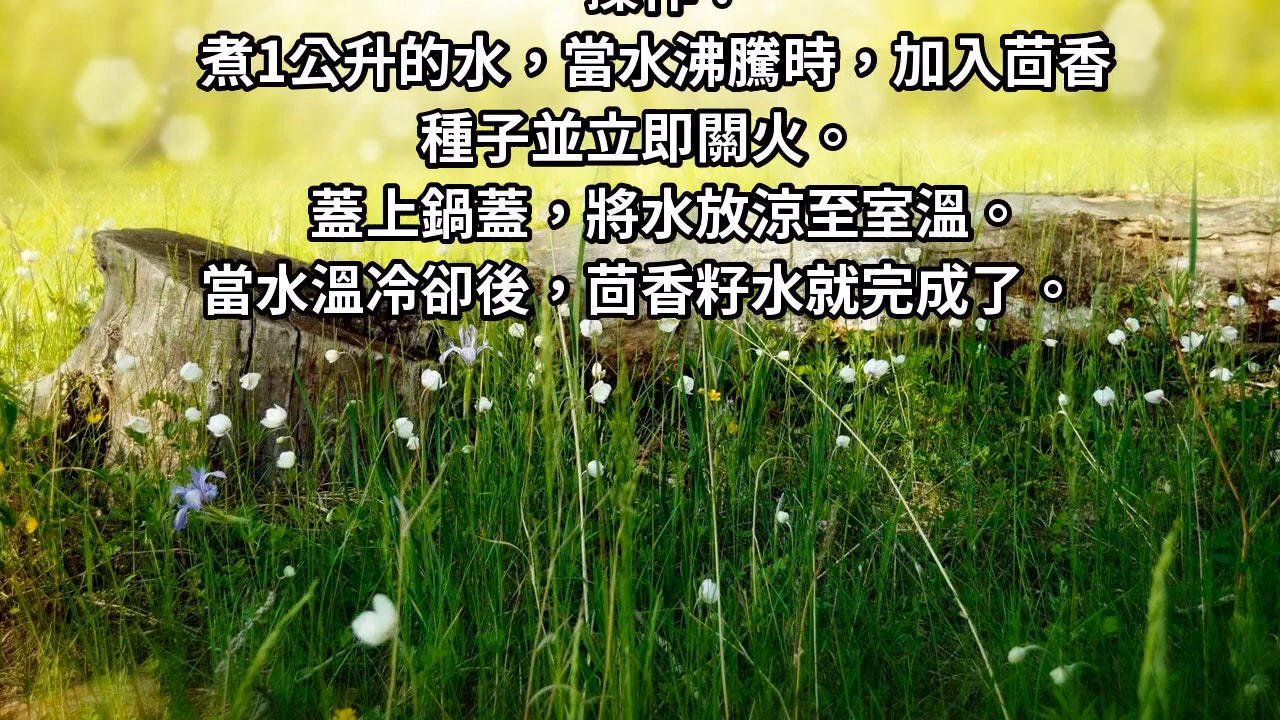 煮1公升的水，當水沸騰時，加入茴香
種子並立即關火。
蓋上鍋蓋，將水放涼至室溫。
當水溫冷卻後，茴香籽水就完成了。